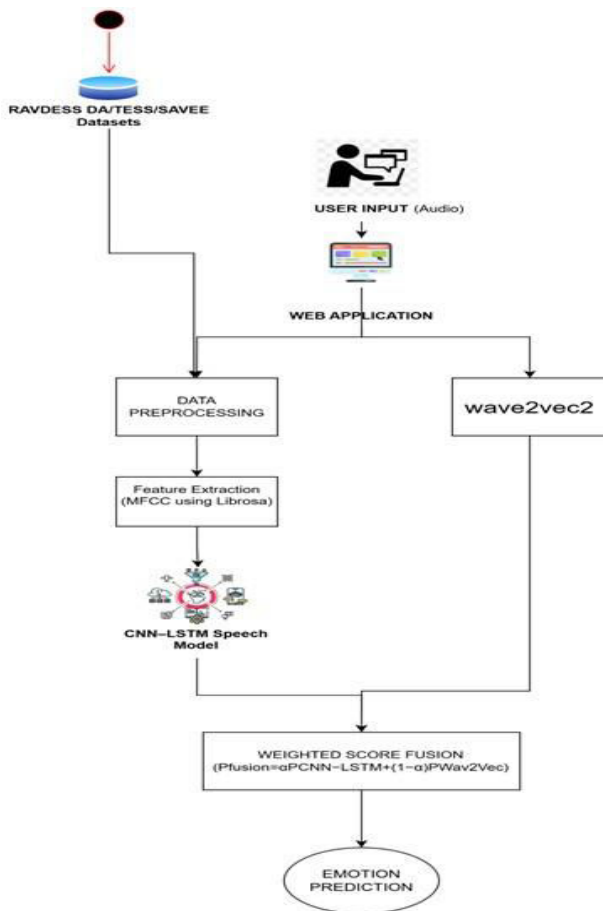 RAVDESS DA/TESS/SAVEE
Datasets
USER INPUT (Audio)
WEB APPLICATION
DATA
PREPROCESSING
wave2vec2
Feature Extraction
(MFCC using Librosa)
CNN–LSTM Speech
Model
WEIGHTED SCORE FUSION
(Pfusion=αPCNN−LSTM+(1−α)PWav2Vec)
EMOTION
PREDICTION